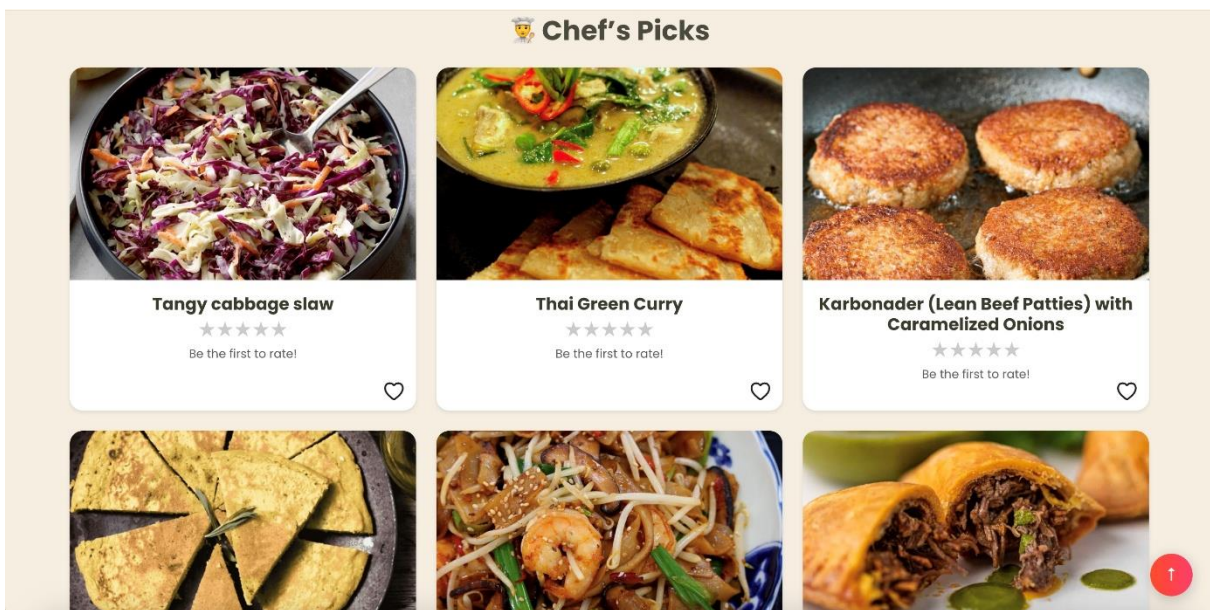 👨‍🍳 Chef’s Picks
Tangy cabbage slaw
★★★★★
Be the first to rate!
Thai Green Curry
★★★★★
Be the first to rate!
Karbonader (Lean Beef Patties) with
Caramelized Onions
★★★★★
Be the first to rate!
↑